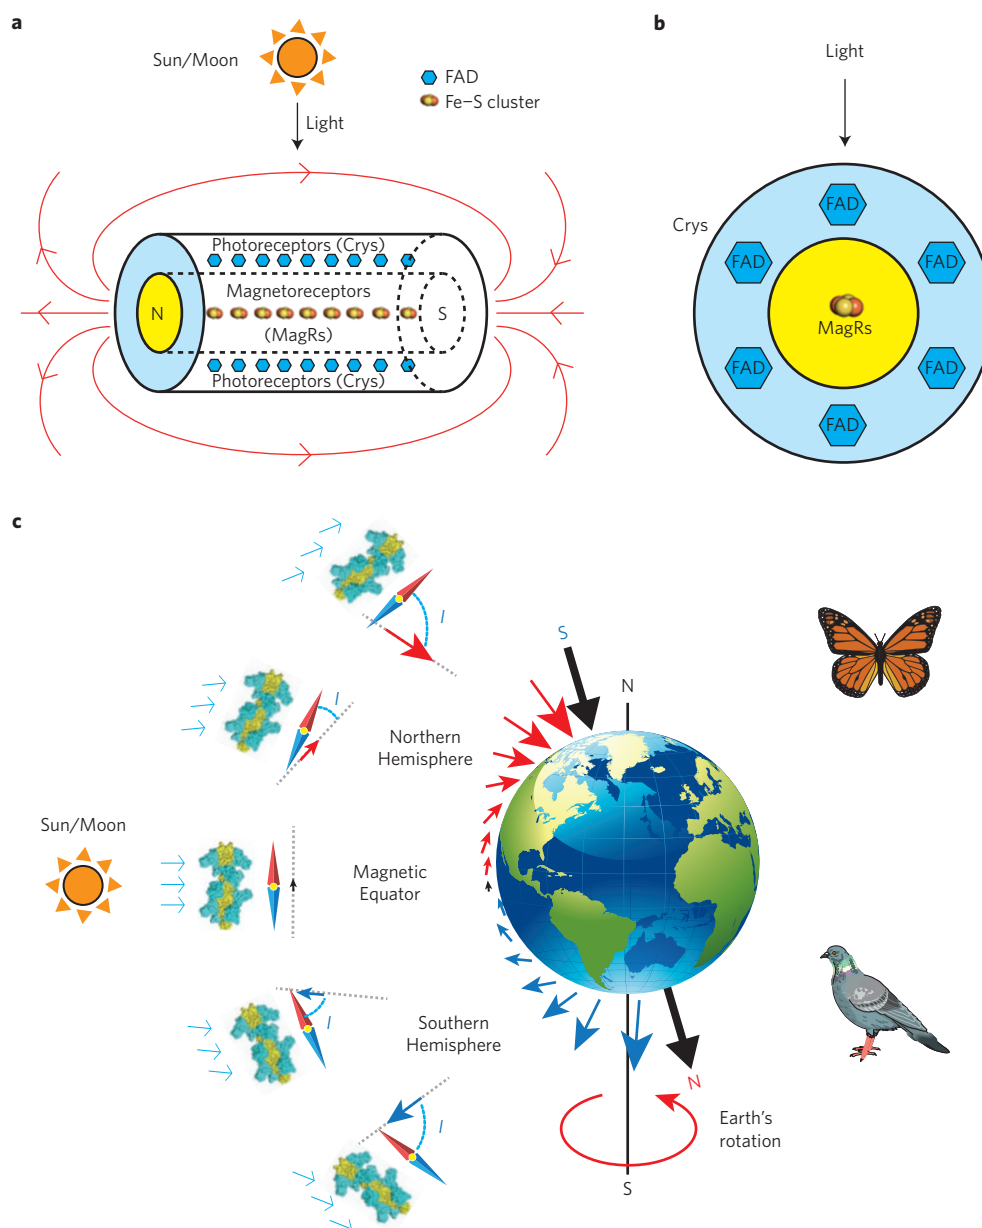 a
Sun/Moon
FAD
Fe–S cluster
Light
Photoreceptors (Crys)
Magnetoreceptors
N
S
(MagRs)
Photoreceptors (Crys)
b
Light
Crys
FAD
FAD
FAD
MagRs
FAD
FAD
FAD
c
I
I
S
N
Northern
Hemisphere
Sun/Moon
Magnetic
Equator
I
Southern
Hemisphere
I
N
Earth's
rotation
S